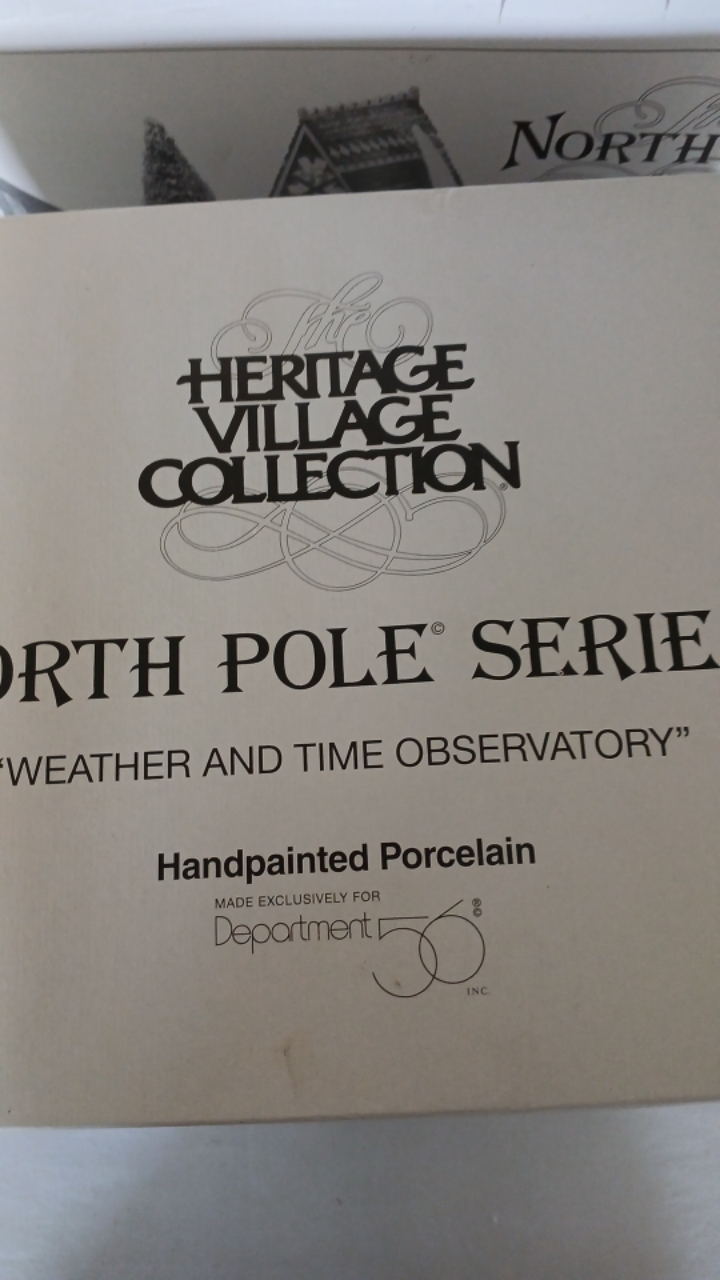 The
NORTH
The
HERITAGE
VILLAGE
COLLECTION®
ORTH POLE© SERIE
“WEATHER AND TIME OBSERVATORY”
Handpainted Porcelain
MADE EXCLUSIVELY FOR
Department 56 ®©
INC.